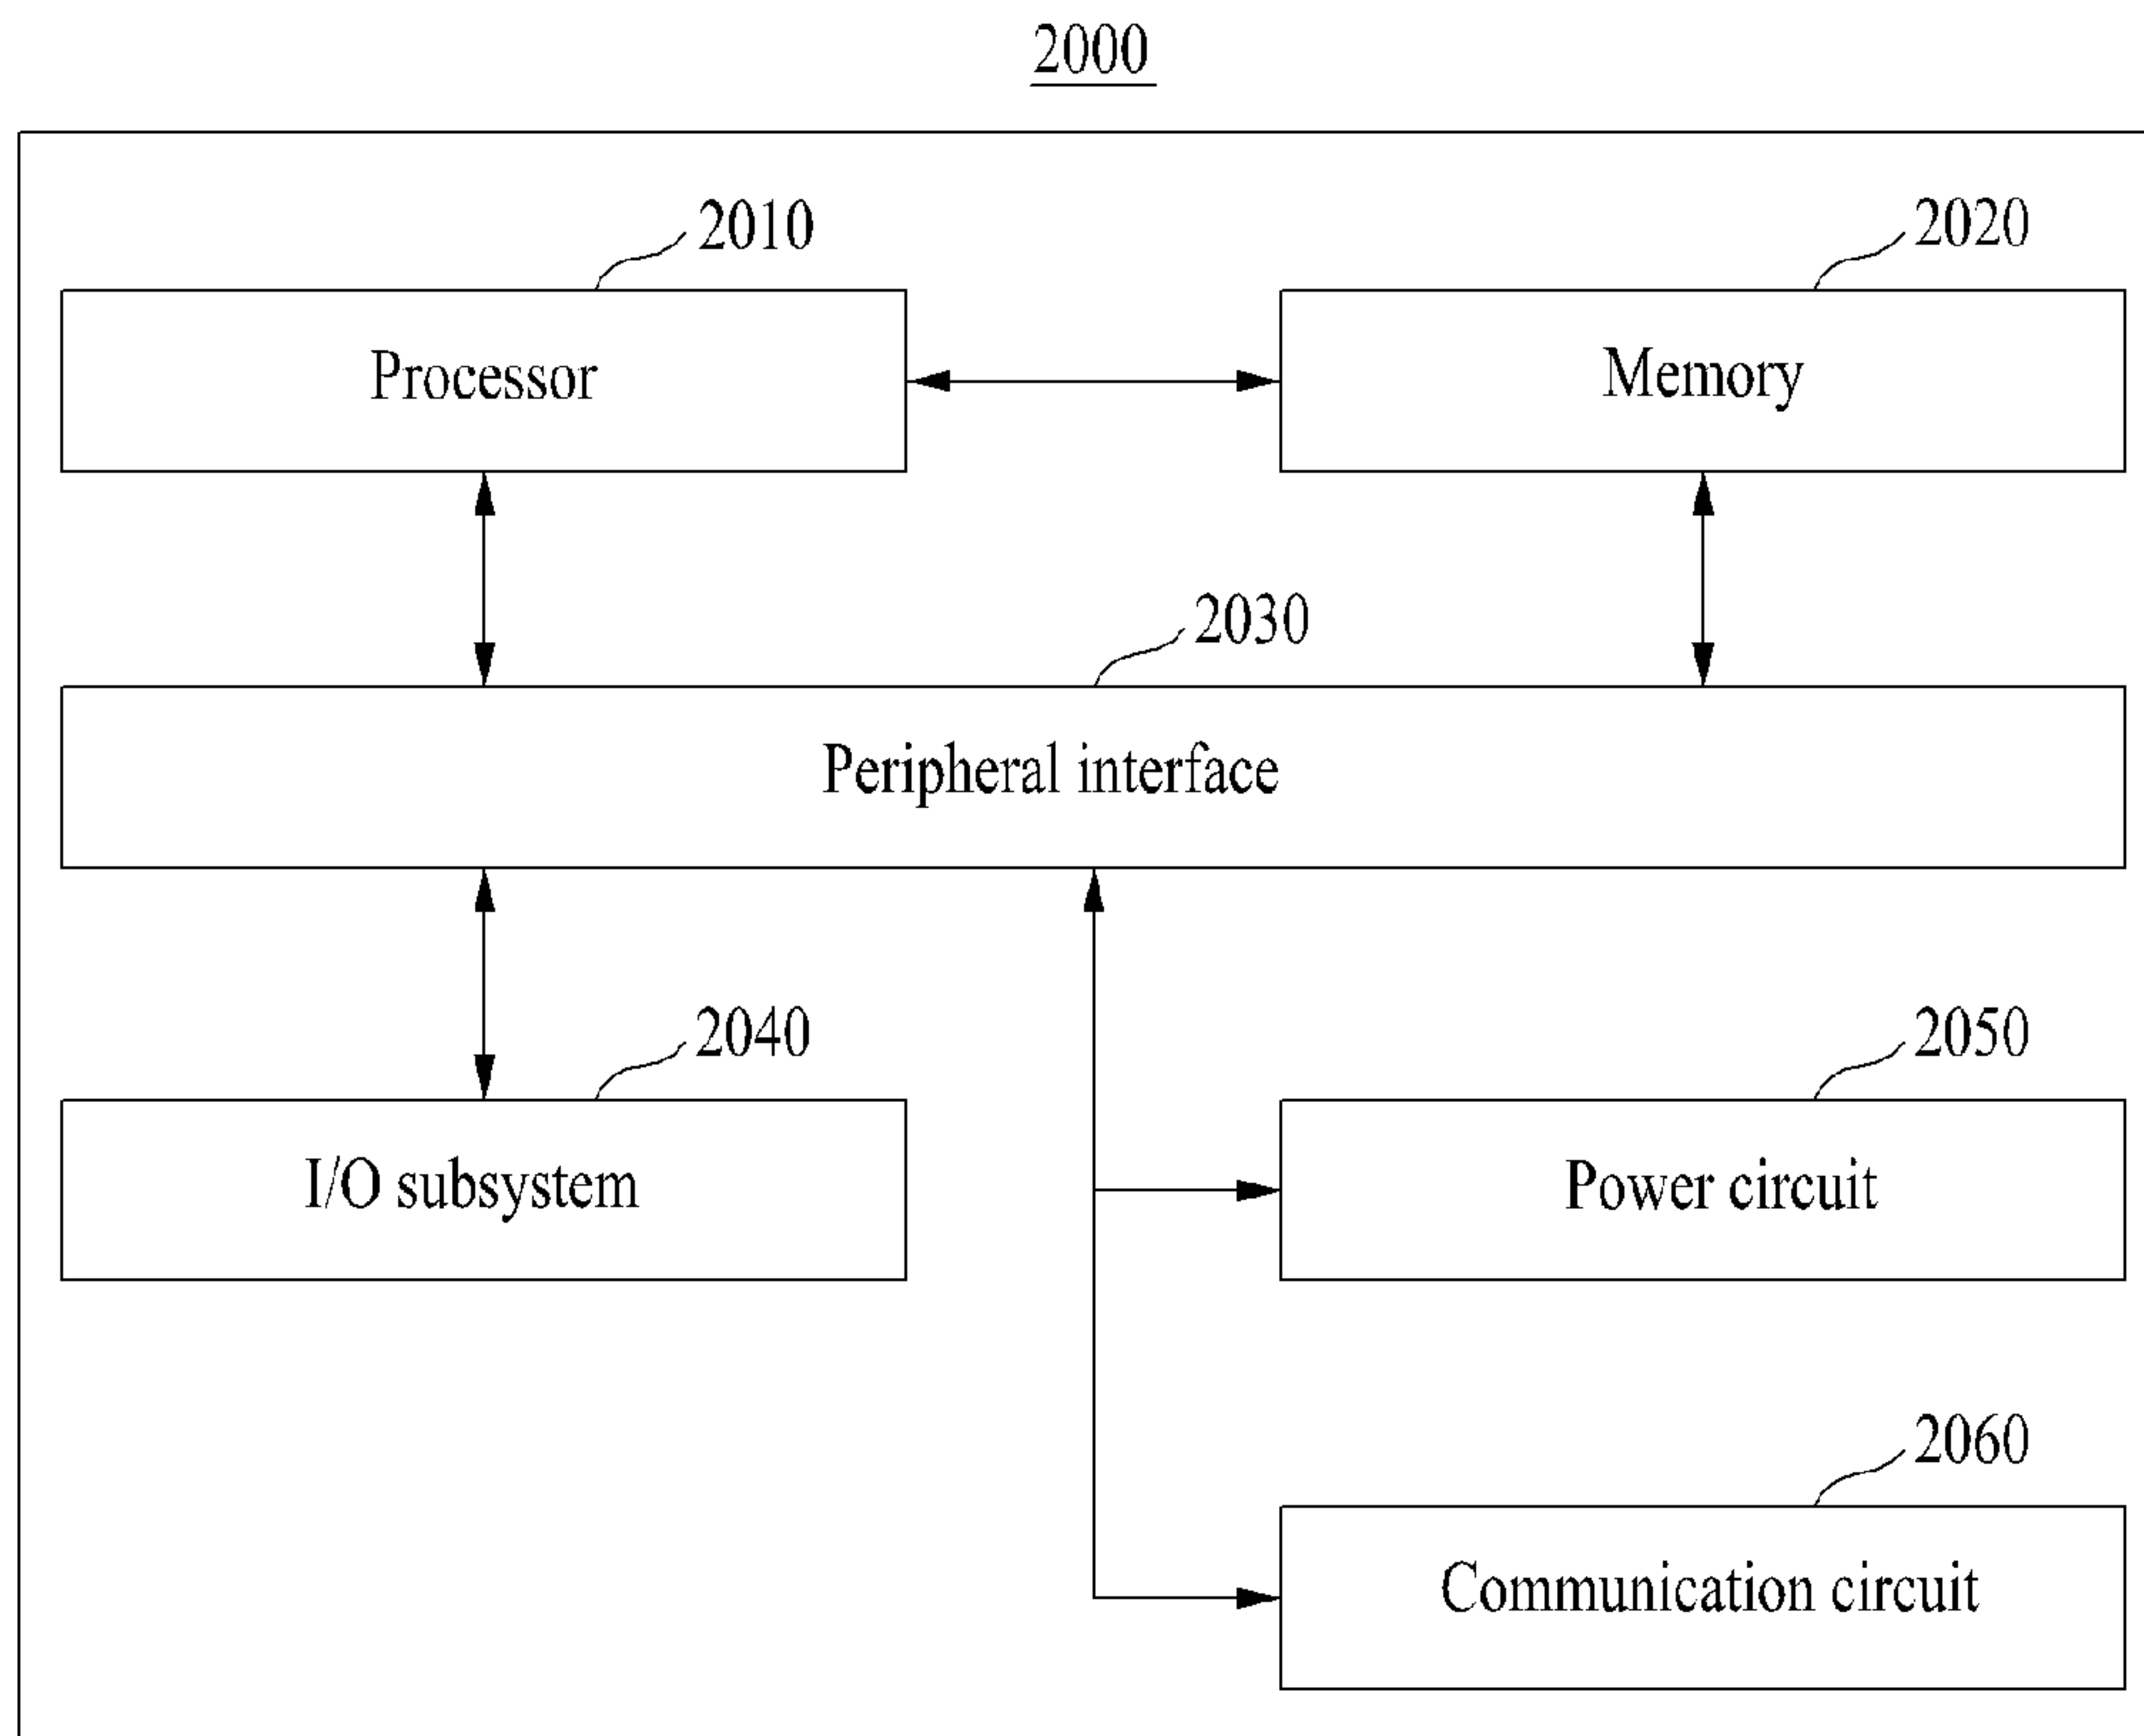 2000
2010
2020
Processor
Memory
2030
Peripheral interface
2040
2050
I/O subsystem
Power circuit
2060
Communication circuit